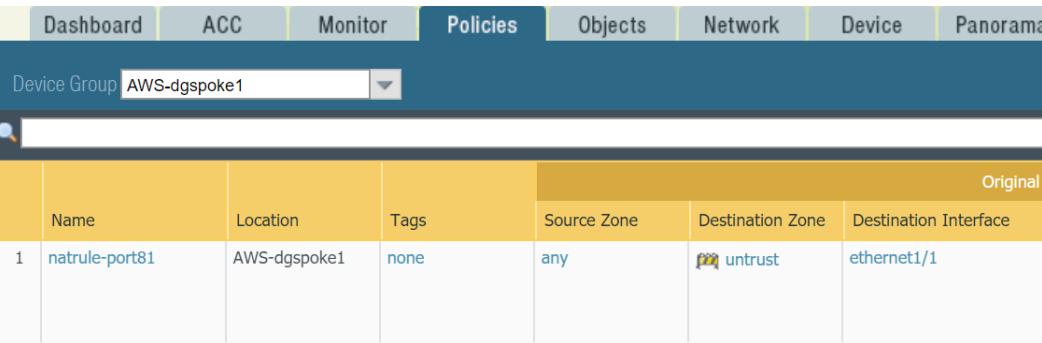 Dashboard ACC Monitor Policies Objects Network Device Panorama
Device Group AWS-dgspoke1
Original
Name Location Tags Source Zone Destination Zone Destination Interface
1 natrule-port81 AWS-dgspoke1 none any untrust ethernet1/1